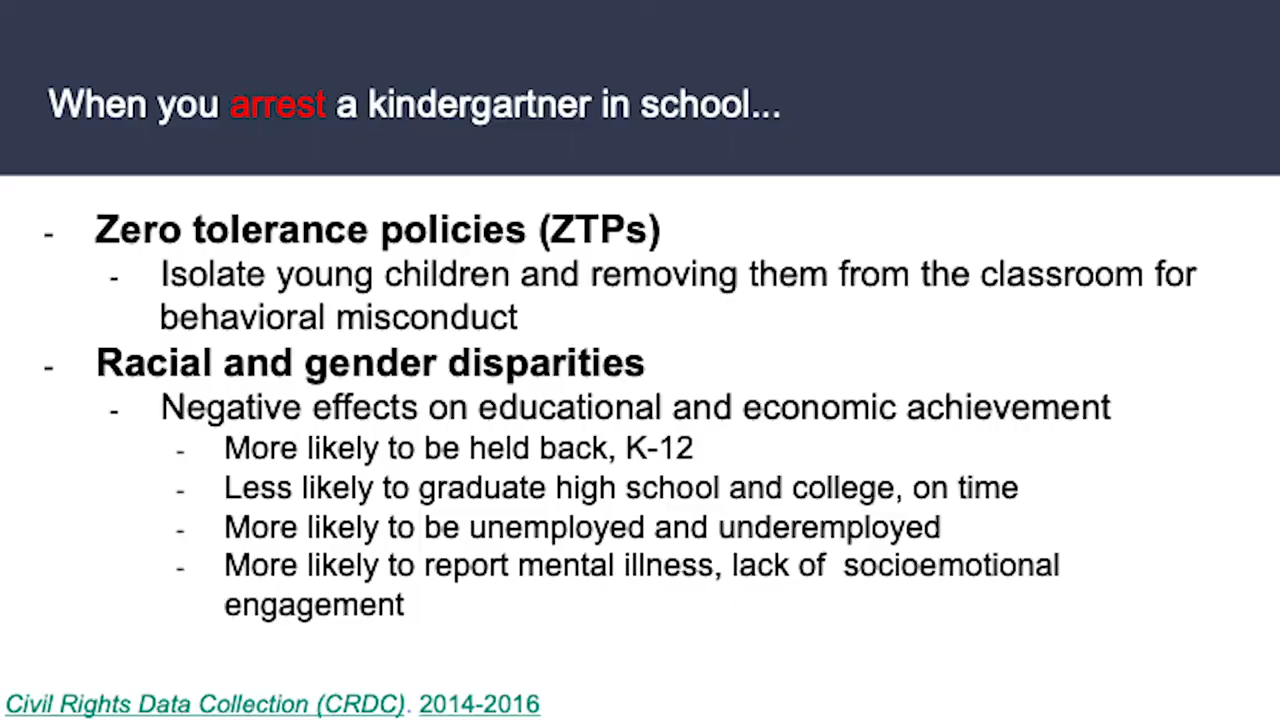 When you arrest a kindergartner in school...
- Zero tolerance policies (ZTPs)
- Isolate young children and removing them from the classroom for
behavioral misconduct
- Racial and gender disparities
- Negative effects on educational and economic achievement
- More likely to be held back, K-12
- Less likely to graduate high school and college, on time
- More likely to be unemployed and underemployed
- More likely to report mental illness, lack of  socioemotional
engagement
Civil Rights Data Collection (CRDC). 2014-2016